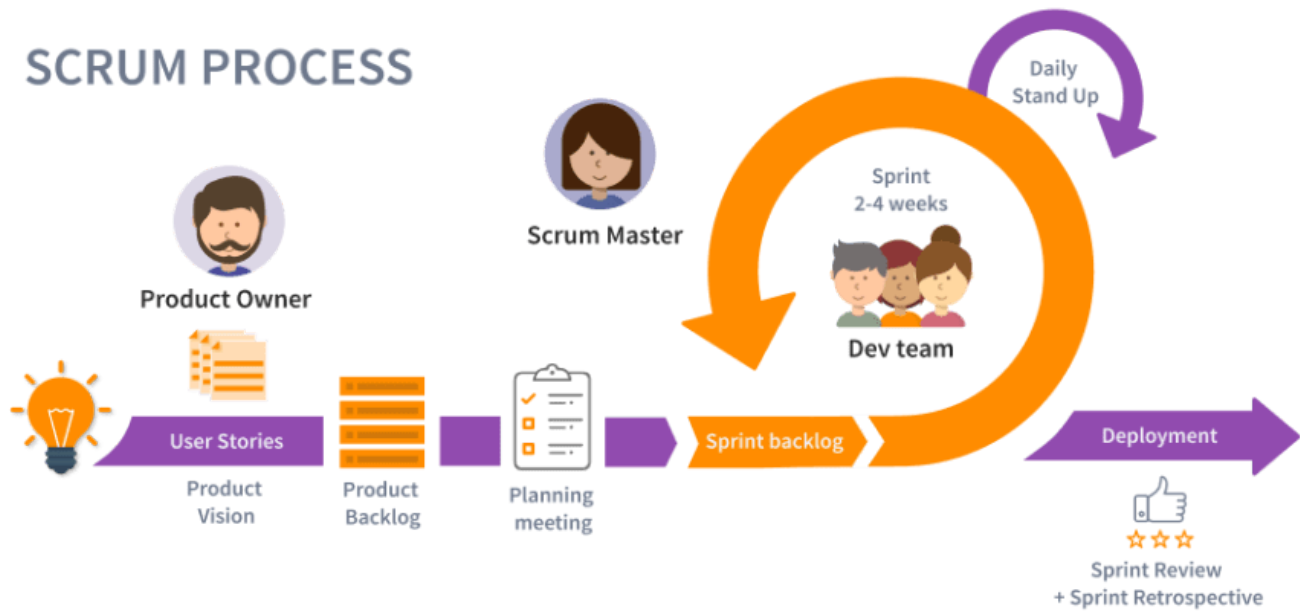 SCRUM PROCESS
Product Owner
Scrum Master
Daily
Stand Up
Sprint
2-4 weeks
Dev team
User Stories
Product
Vision
Product
Backlog
Planning
meeting
Sprint backlog
Deployment
Sprint Review
+ Sprint Retrospective